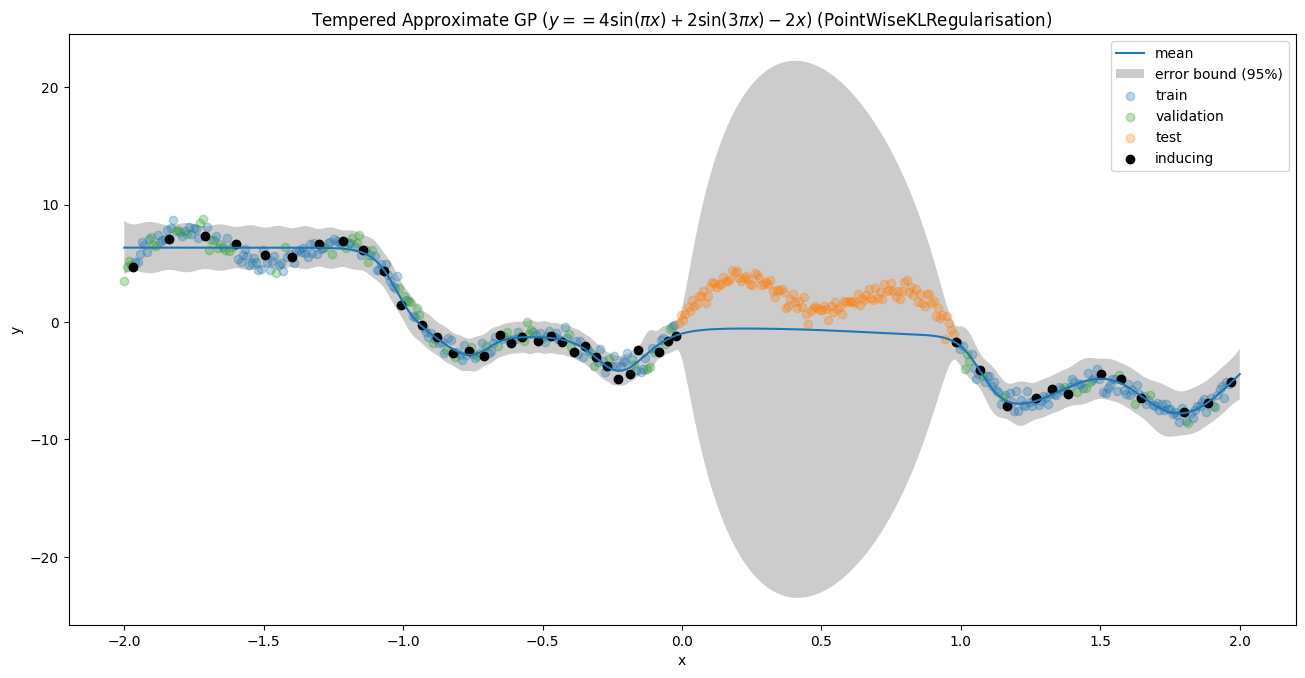 Tempered Approximate GP (y == 4sin(πx) + 2sin(3πx) − 2x) (PointWiseKLRegularisation)
mean
error bound (95%)
train
validation
test
inducing
y
20
10
0
−10
−20
−2.0 −1.5 −1.0 −0.5 0.0 0.5 1.0 1.5 2.0
x